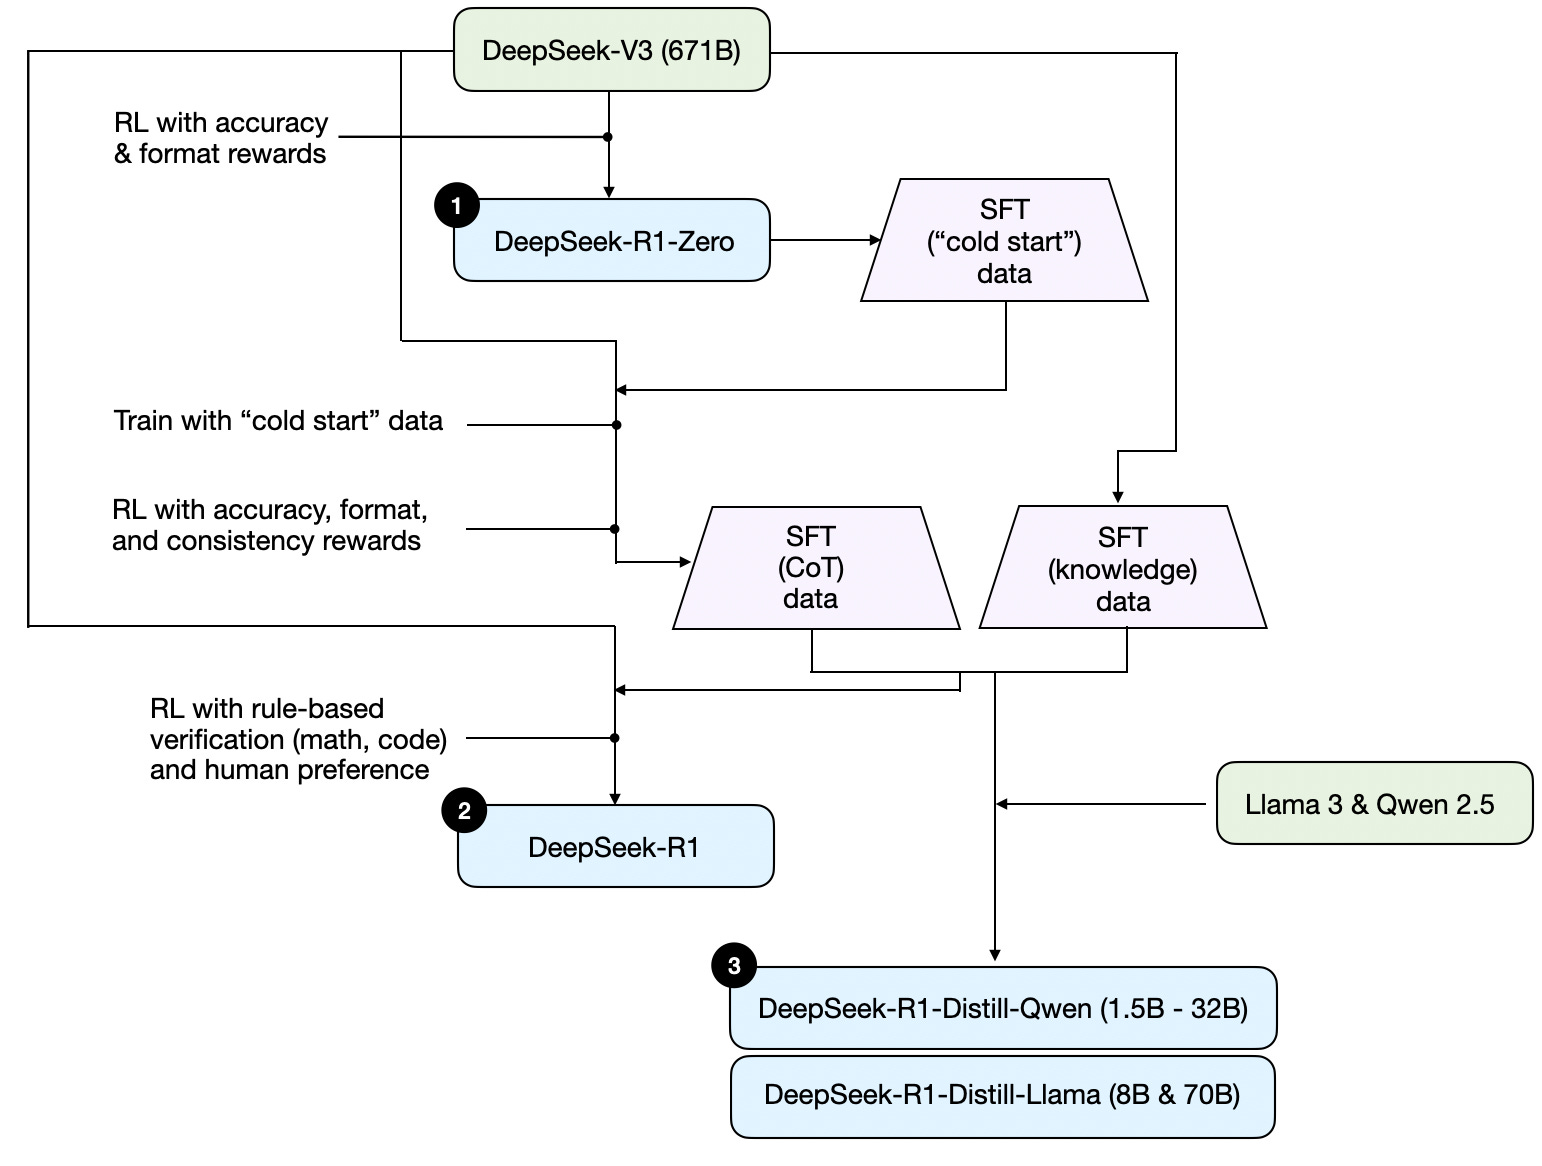 DeepSeek-V3 (671B)
RL with accuracy
& format rewards
1
DeepSeek-R1-Zero
SFT
(“cold start”)
data
Train with “cold start” data
RL with accuracy, format,
and consistency rewards
SFT
(CoT)
data
SFT
(knowledge)
data
RL with rule-based
verification (math, code)
and human preference
2
DeepSeek-R1
Llama 3 & Qwen 2.5
3
DeepSeek-R1-Distill-Qwen (1.5B - 32B)
DeepSeek-R1-Distill-Llama (8B & 70B)